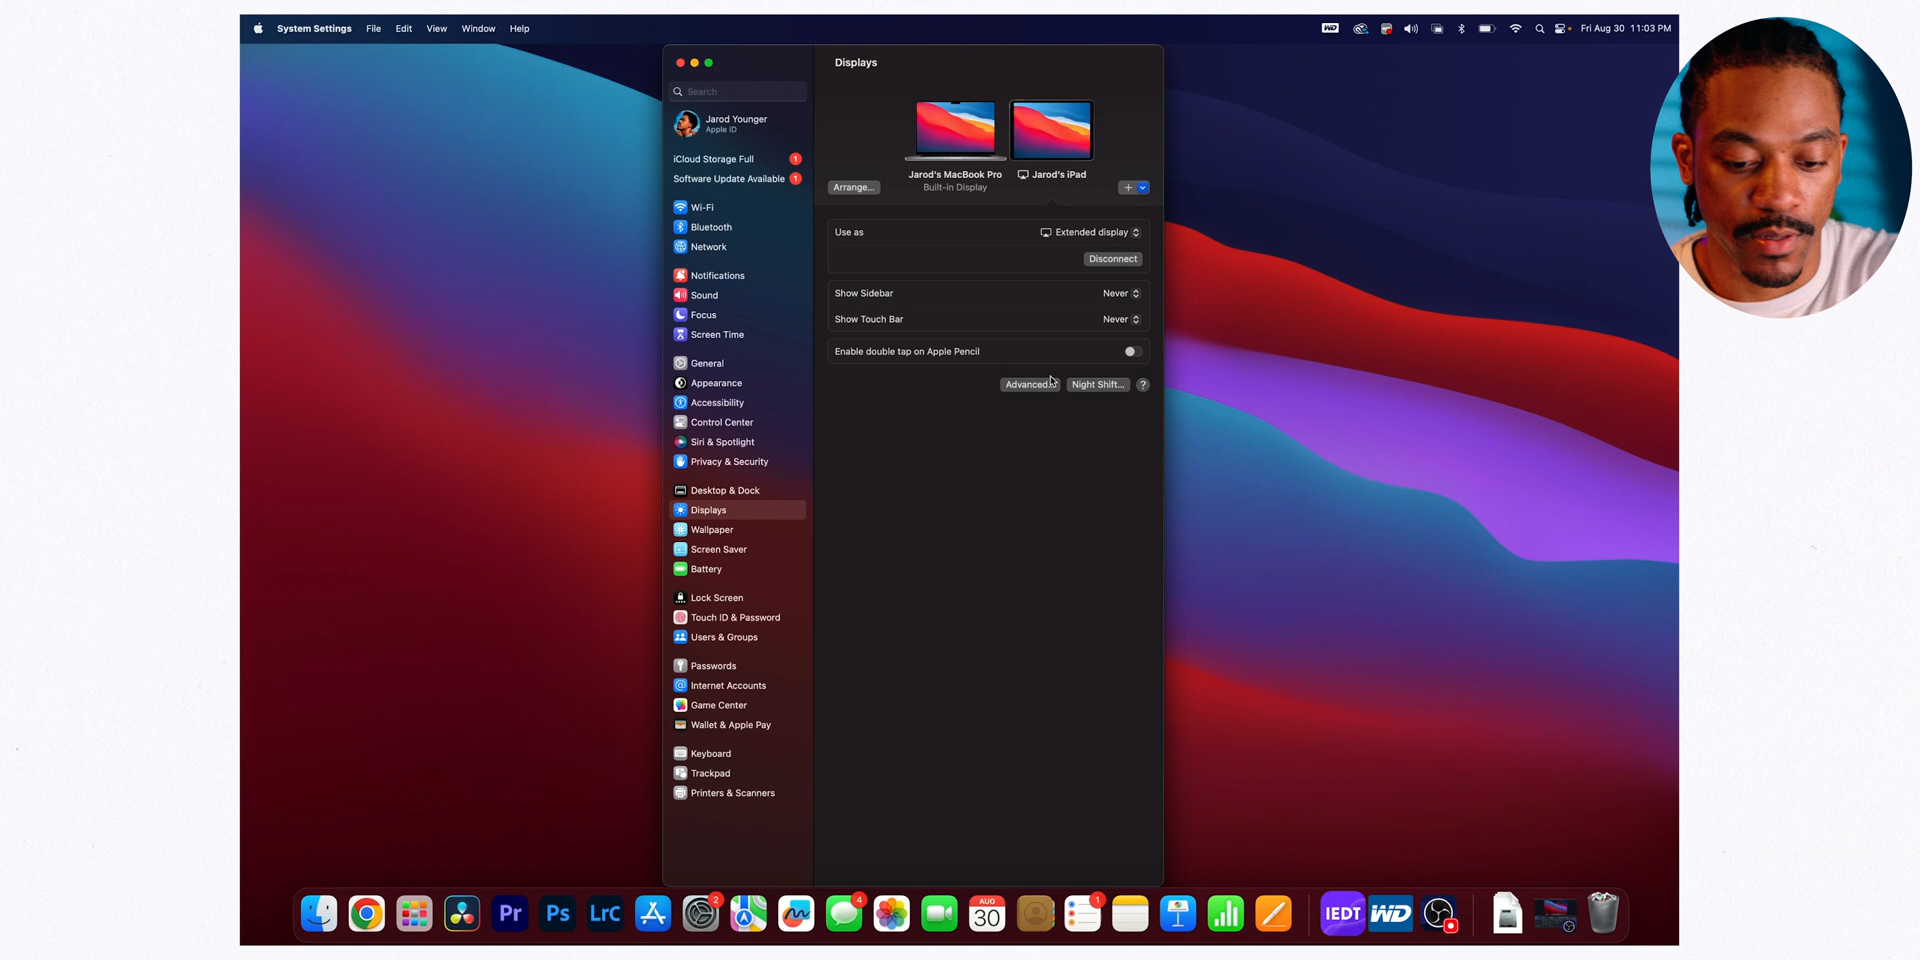 System Settings File Edit View Window Help
WD Fri Aug 30 11:03 PM
Displays
Search
Jarod Younger
Apple ID
iCloud Storage Full 1
Software Update Available 1
Wi-Fi
Bluetooth
Network
Notifications
Sound
Focus
Screen Time
General
Appearance
Accessibility
Control Center
Siri & Spotlight
Privacy & Security
Desktop & Dock
Displays
Wallpaper
Screen Saver
Battery
Lock Screen
Touch ID & Password
Users & Groups
Passwords
Internet Accounts
Game Center
Wallet & Apple Pay
Keyboard
Trackpad
Printers & Scanners
Jarod's MacBook Pro
Built-in Display
Jarod's iPad
Arrange...
+
Use as Extended display
Disconnect
Show Sidebar Never
Show Touch Bar Never
Enable double tap on Apple Pencil
Advanced... Night Shift... ?
Pr Ps LrC 2 4 AUG 30 1 IEDT WD